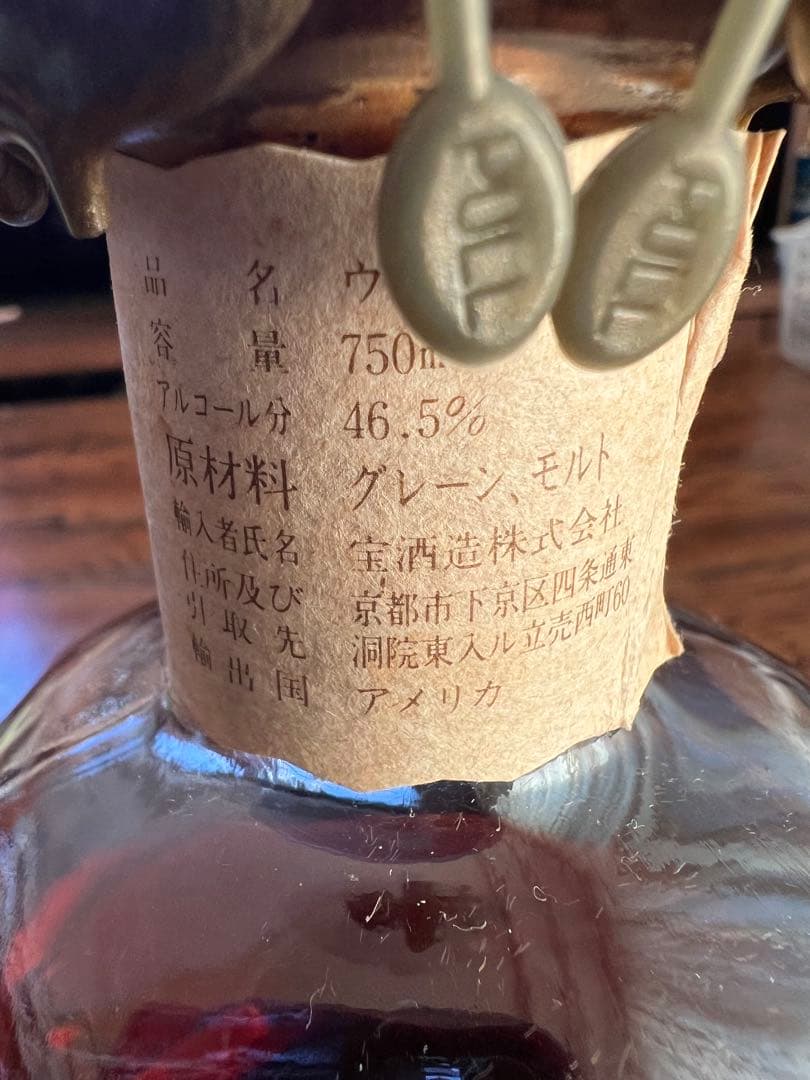 PULL
PULL
品名 ウ
容量 750m
アルコール分 46.5%
原材料 グレーン、モルト
輸入者氏名 宝酒造株式会社
住所及び 京都市下京区四条通東
引取先 洞院東入ル立売西町60
輸出国 アメリカ